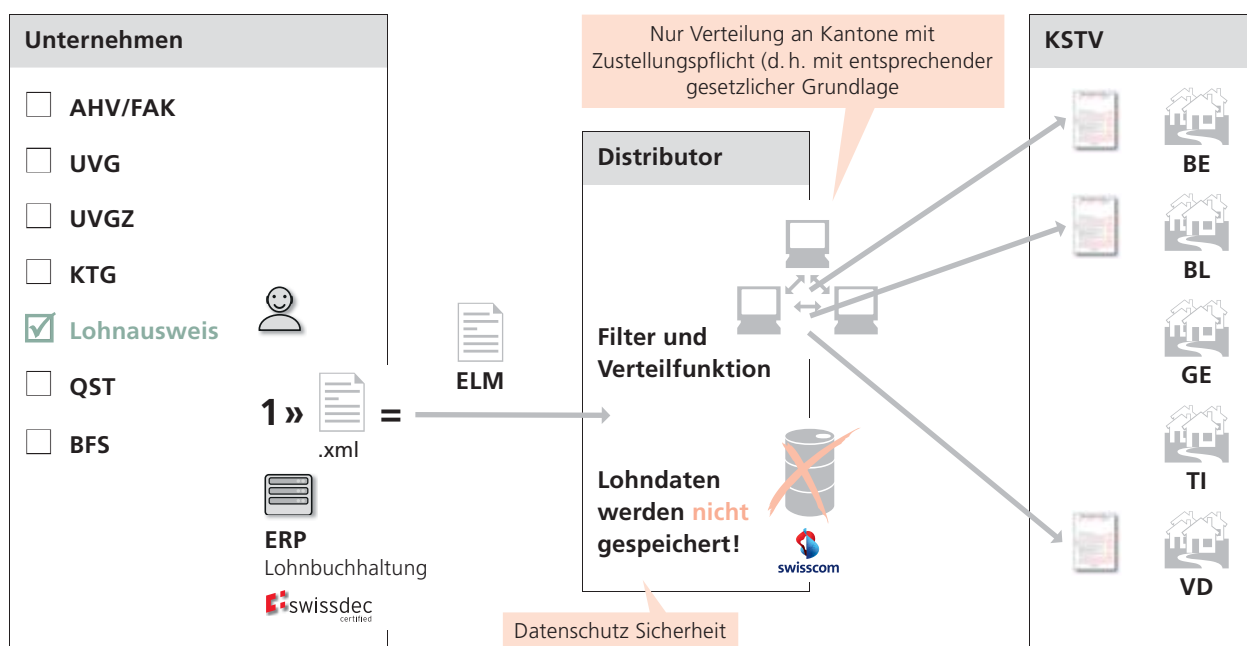 Unternehmen
AHV/FAK
UVG
UVGZ
KTG
Lohnausweis
QST
BFS
1» =
.xml
ERP
Lohnbuchhaltung
swissdec
certified
ELM
Nur Verteilung an Kantone mit
Zustellungspflicht (d.h. mit entsprechender
gesetzlicher Grundlage
Distributor
Filter und
Verteilfunktion
Lohndaten
werden nicht
gespeichert!
swisscom
Datenschutz Sicherheit
KSTV
BE
BL
GE
TI
VD